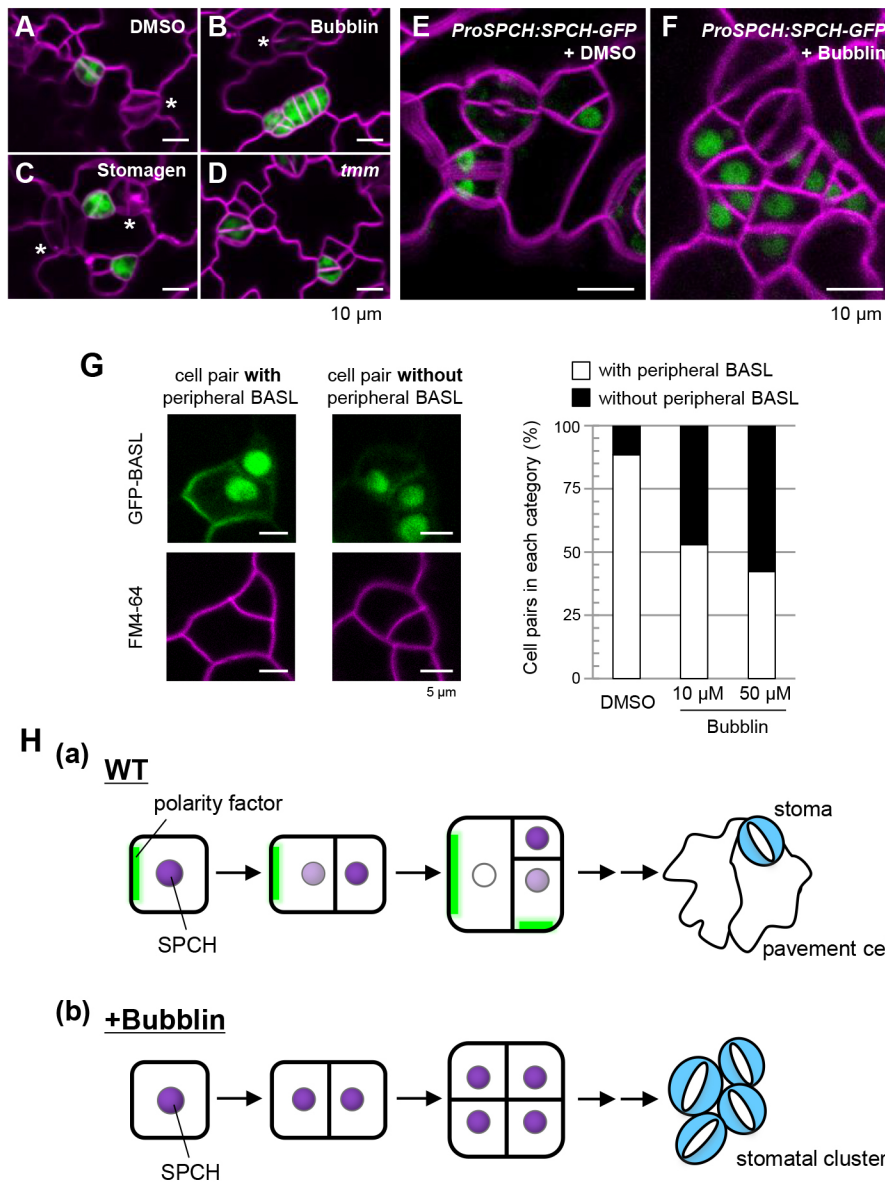 A
DMSO
*
B
Bubblin
*
C
Stomagen
*
*
D
tmm
10 µm
E
ProSPCH:SPCH-GFP
+ DMSO
F
ProSPCH:SPCH-GFP
+ Bubblin
10 µm
G
cell pair with
peripheral BASL
cell pair without
peripheral BASL
GFP-BASL
FM4-64
5 µm
with peripheral BASL
without peripheral BASL
Cell pairs in each category (%)
100
75
50
25
0
DMSO
10 µM
50 µM
Bubblin
H
(a)
WT
polarity factor
SPCH
stoma
pavement ce
(b)
+Bubblin
SPCH
stomatal cluster